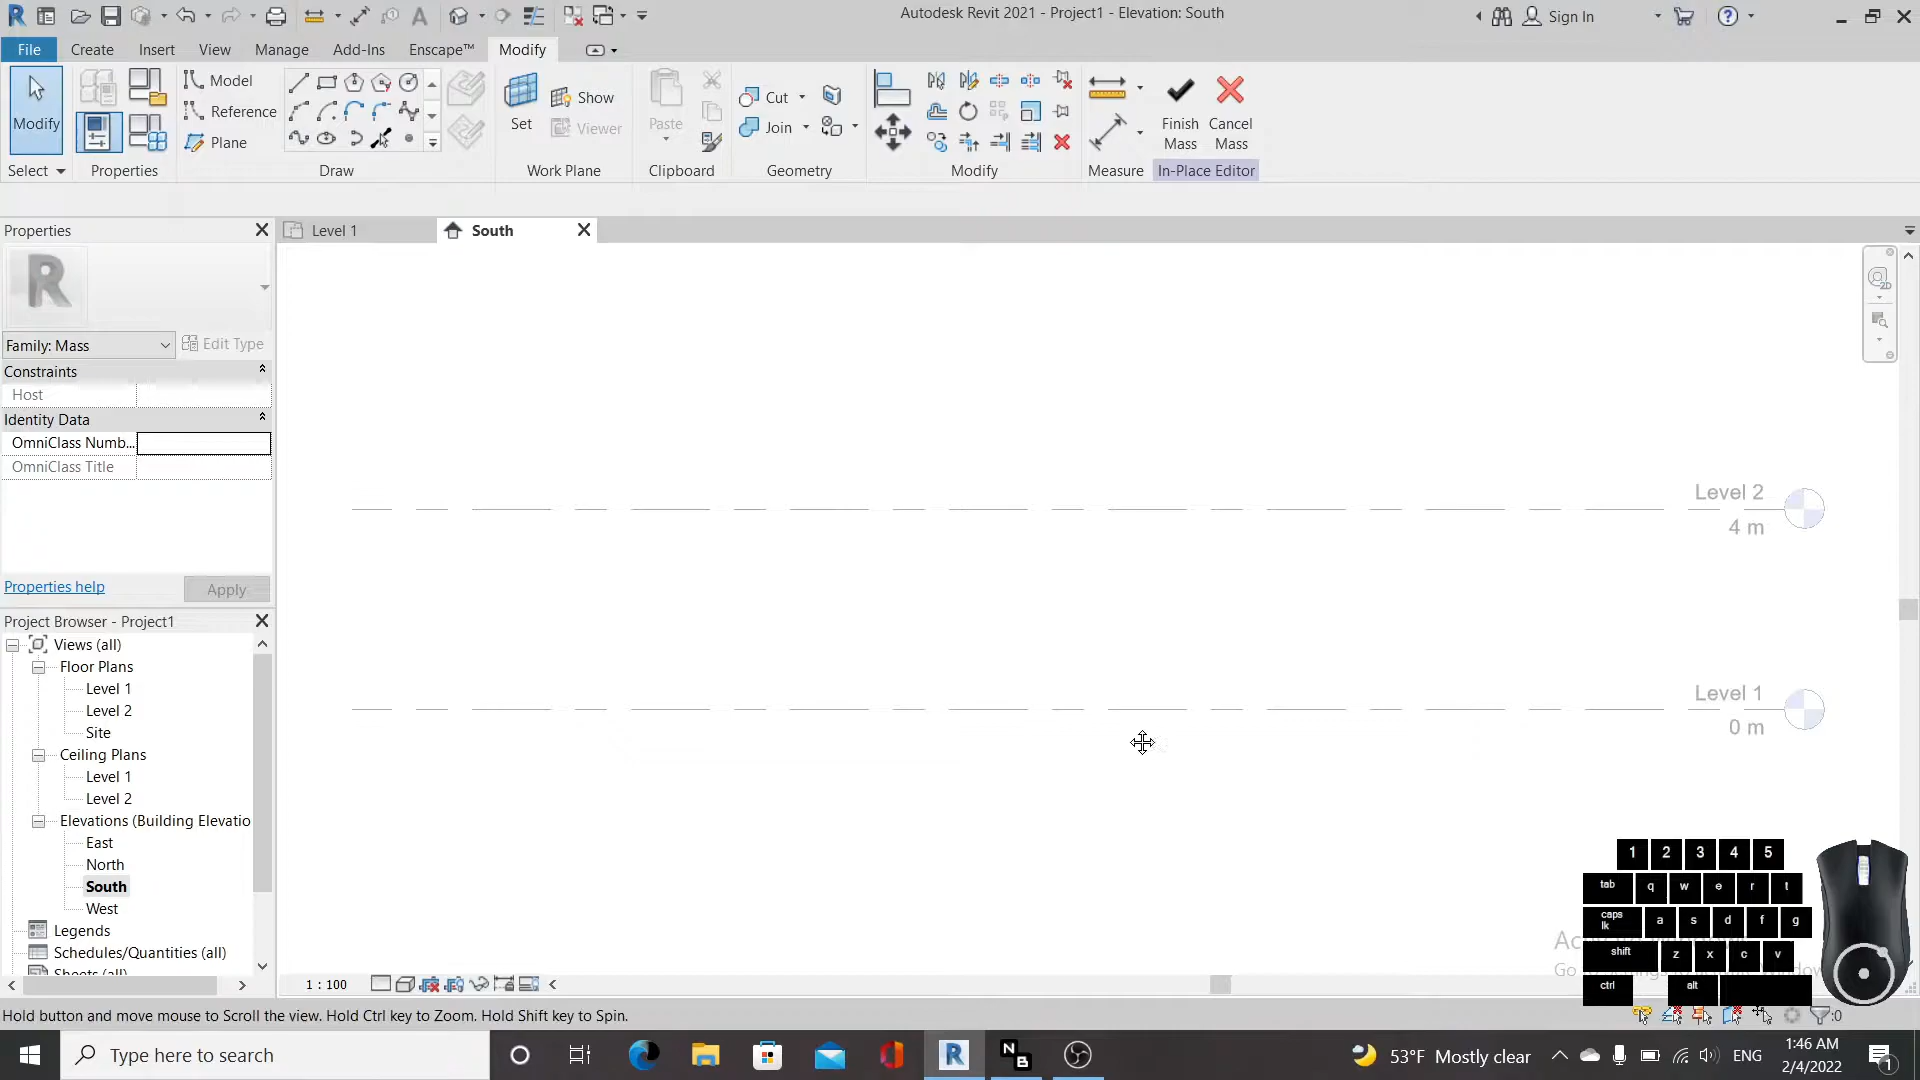 Autodesk Revit 2021 - Project1 - Elevation: South
Sign In
File
Create
Insert
View
Manage
Add-Ins
Enscape™
Modify
Modify
Select
Properties
Model
Reference
Plane
Draw
Set
Show
Viewer
Work Plane
Paste
Clipboard
Cut
Join
Geometry
Modify
Measure
Finish
Mass
Cancel
Mass
In-Place Editor
Properties
Level 1
South
R
Family: Mass
Edit Type
Constraints
Host
Identity Data
OmniClass Numb...
OmniClass Title
Properties help
Apply
Project Browser - Project1
Views (all)
Floor Plans
Level 1
Level 2
Site
Ceiling Plans
Level 1
Level 2
Elevations (Building Elevatio
East
North
South
West
Legends
Schedules/Quantities (all)
Sheets (all)
2D
Level 2
4 m
Level 1
0 m
1 2 3 4 5
tab q w e r t
caps lk a s d f g
shift z x c v
ctrl alt
1 : 100
Hold button and move mouse to Scroll the view. Hold Ctrl key to Zoom. Hold Shift key to Spin.
:0
Type here to search
53°F Mostly clear
ENG
1:46 AM
2/4/2022
1